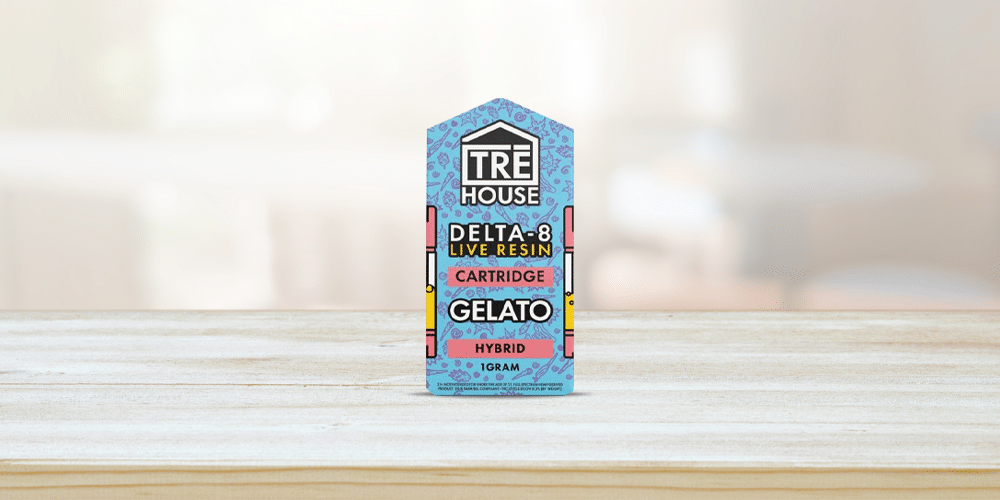 TRĒ
HOUSE
DELTA-8
LIVE RESIN
CARTRIDGE
GELATO
HYBRID
1GRAM